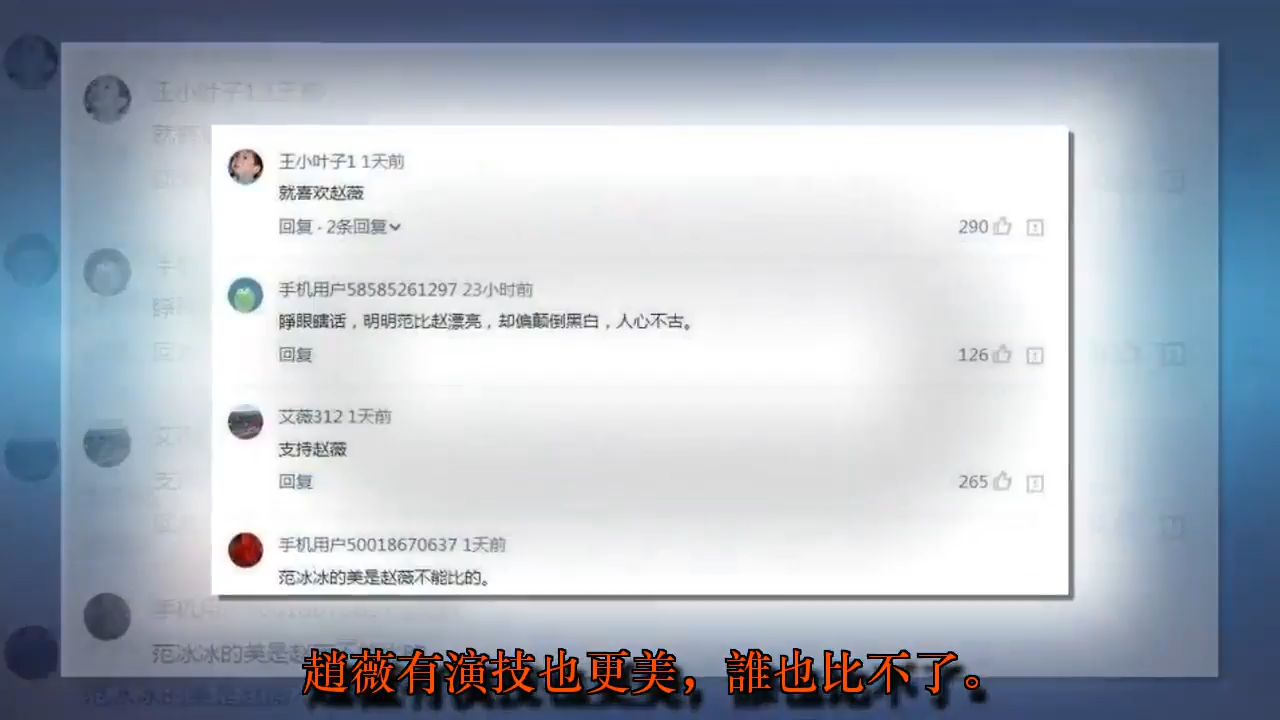 王小叶子1 1天前
就喜欢赵薇
回复 · 2条回复
290
手机用户58585261297 23小时前
睁眼瞎话，明明范比赵漂亮，却偏颠倒黑白，人心不古。
回复
126
艾薇312 1天前
支持赵薇
回复
265
手机用户50018670637 1天前
范冰冰的美是赵薇不能比的。
趙薇有演技也更美，誰也比不了。